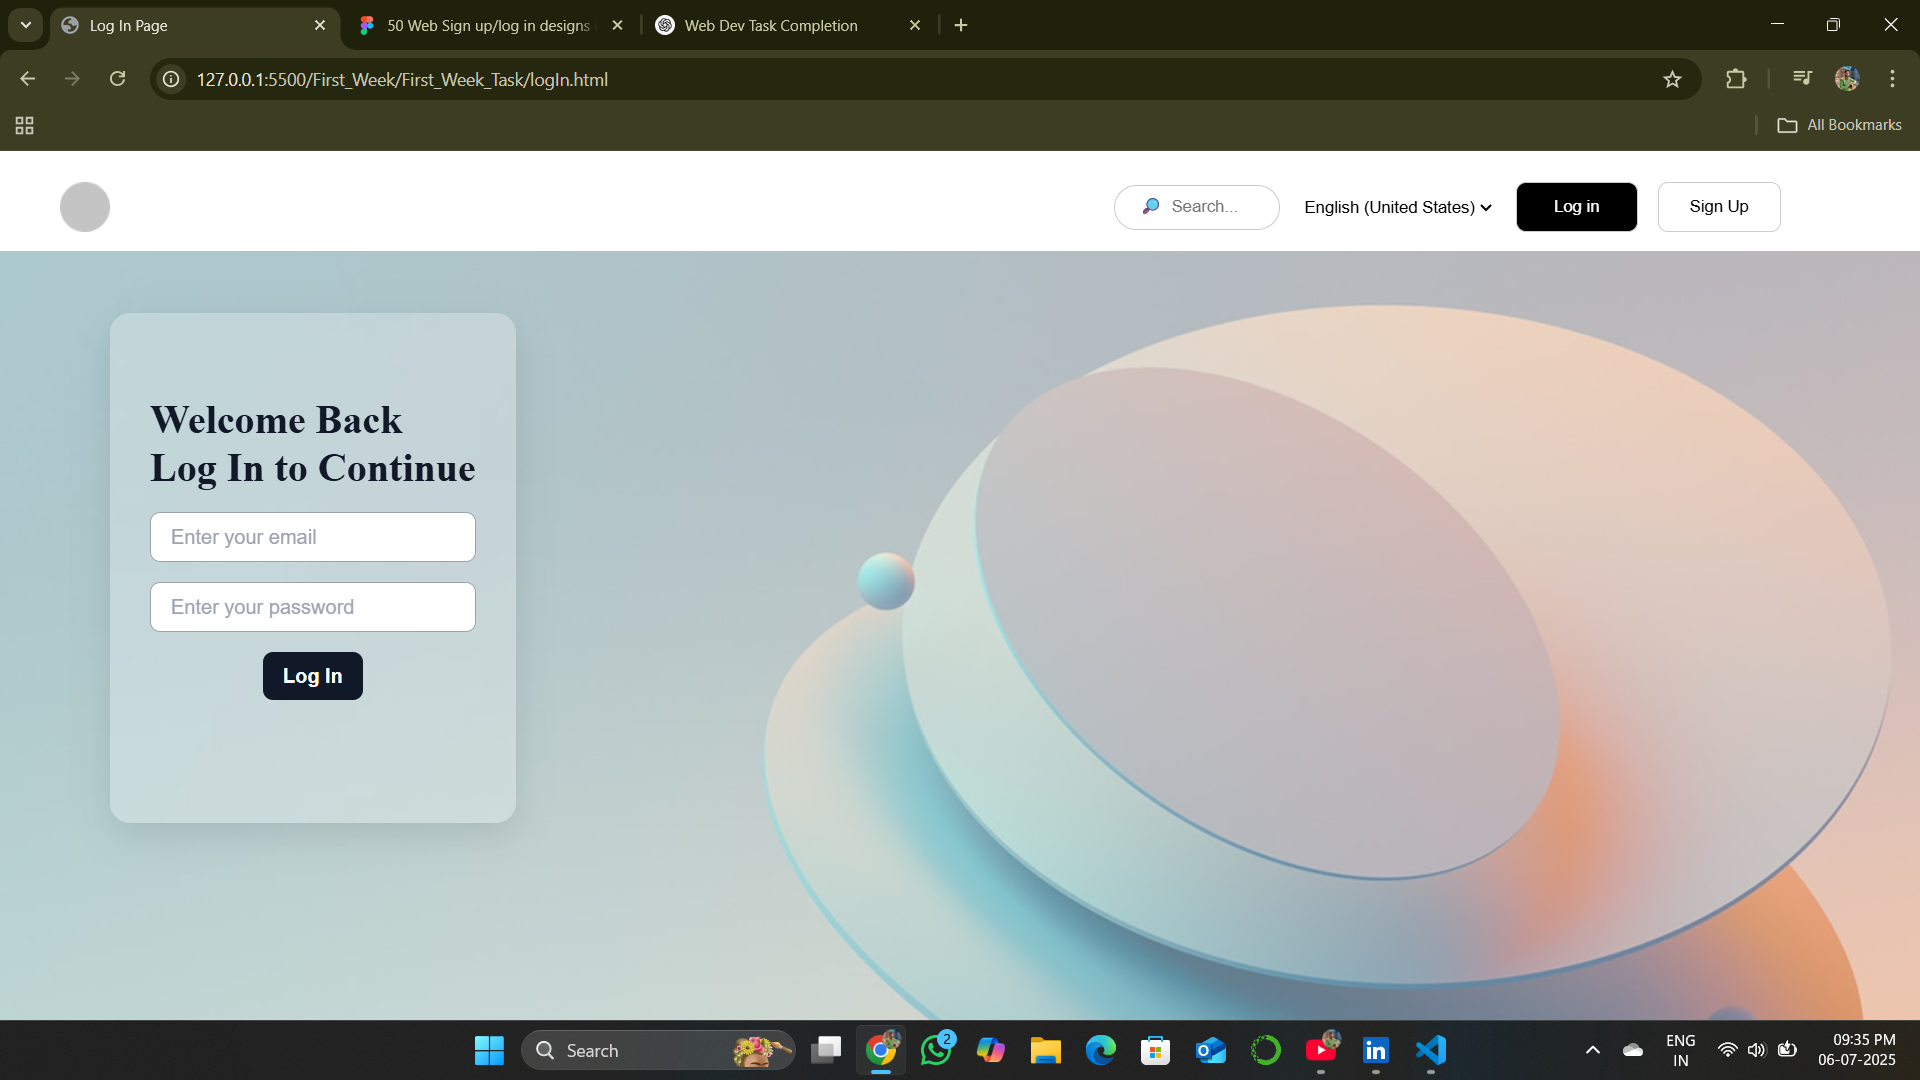 Log In Page
50 Web Sign up/log in designs
Web Dev Task Completion
127.0.0.1:5500/First_Week/First_Week_Task/logIn.html
All Bookmarks
Search...
English (United States)
Log in
Sign Up
Welcome Back
Log In to Continue
Enter your email
Enter your password
Log In
Search
2
ENG
IN
09:35 PM
06-07-2025